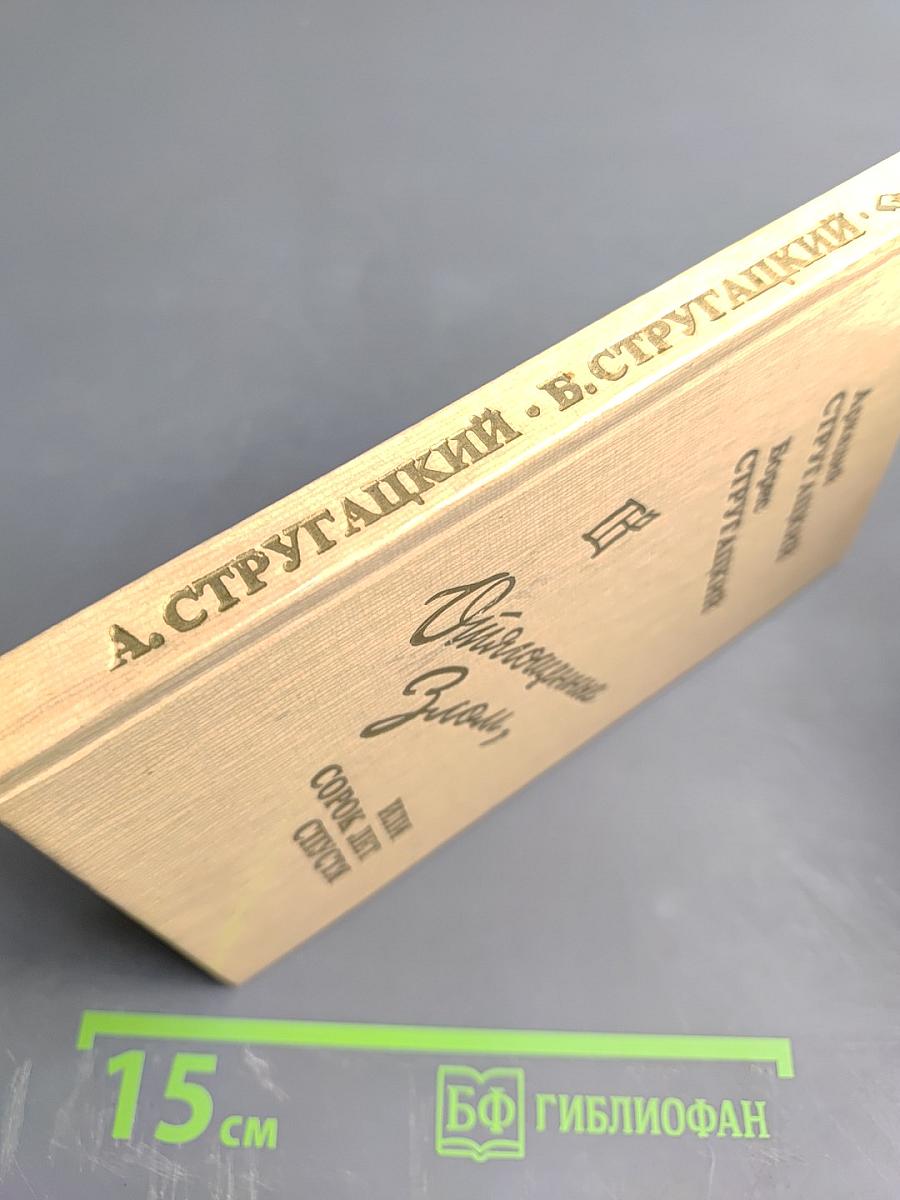 А. СТРУГАЦКИЙ · Б. СТРУГАЦКИЙ ·
Аркадий
СТРУГАЦКИЙ
Борис
СТРУГАЦКИЙ
Отягощенные
Злом,
ИЛИ
СОРОК ЛЕТ
СПУСТЯ
15 см
БФ ГИБЛИОФАН